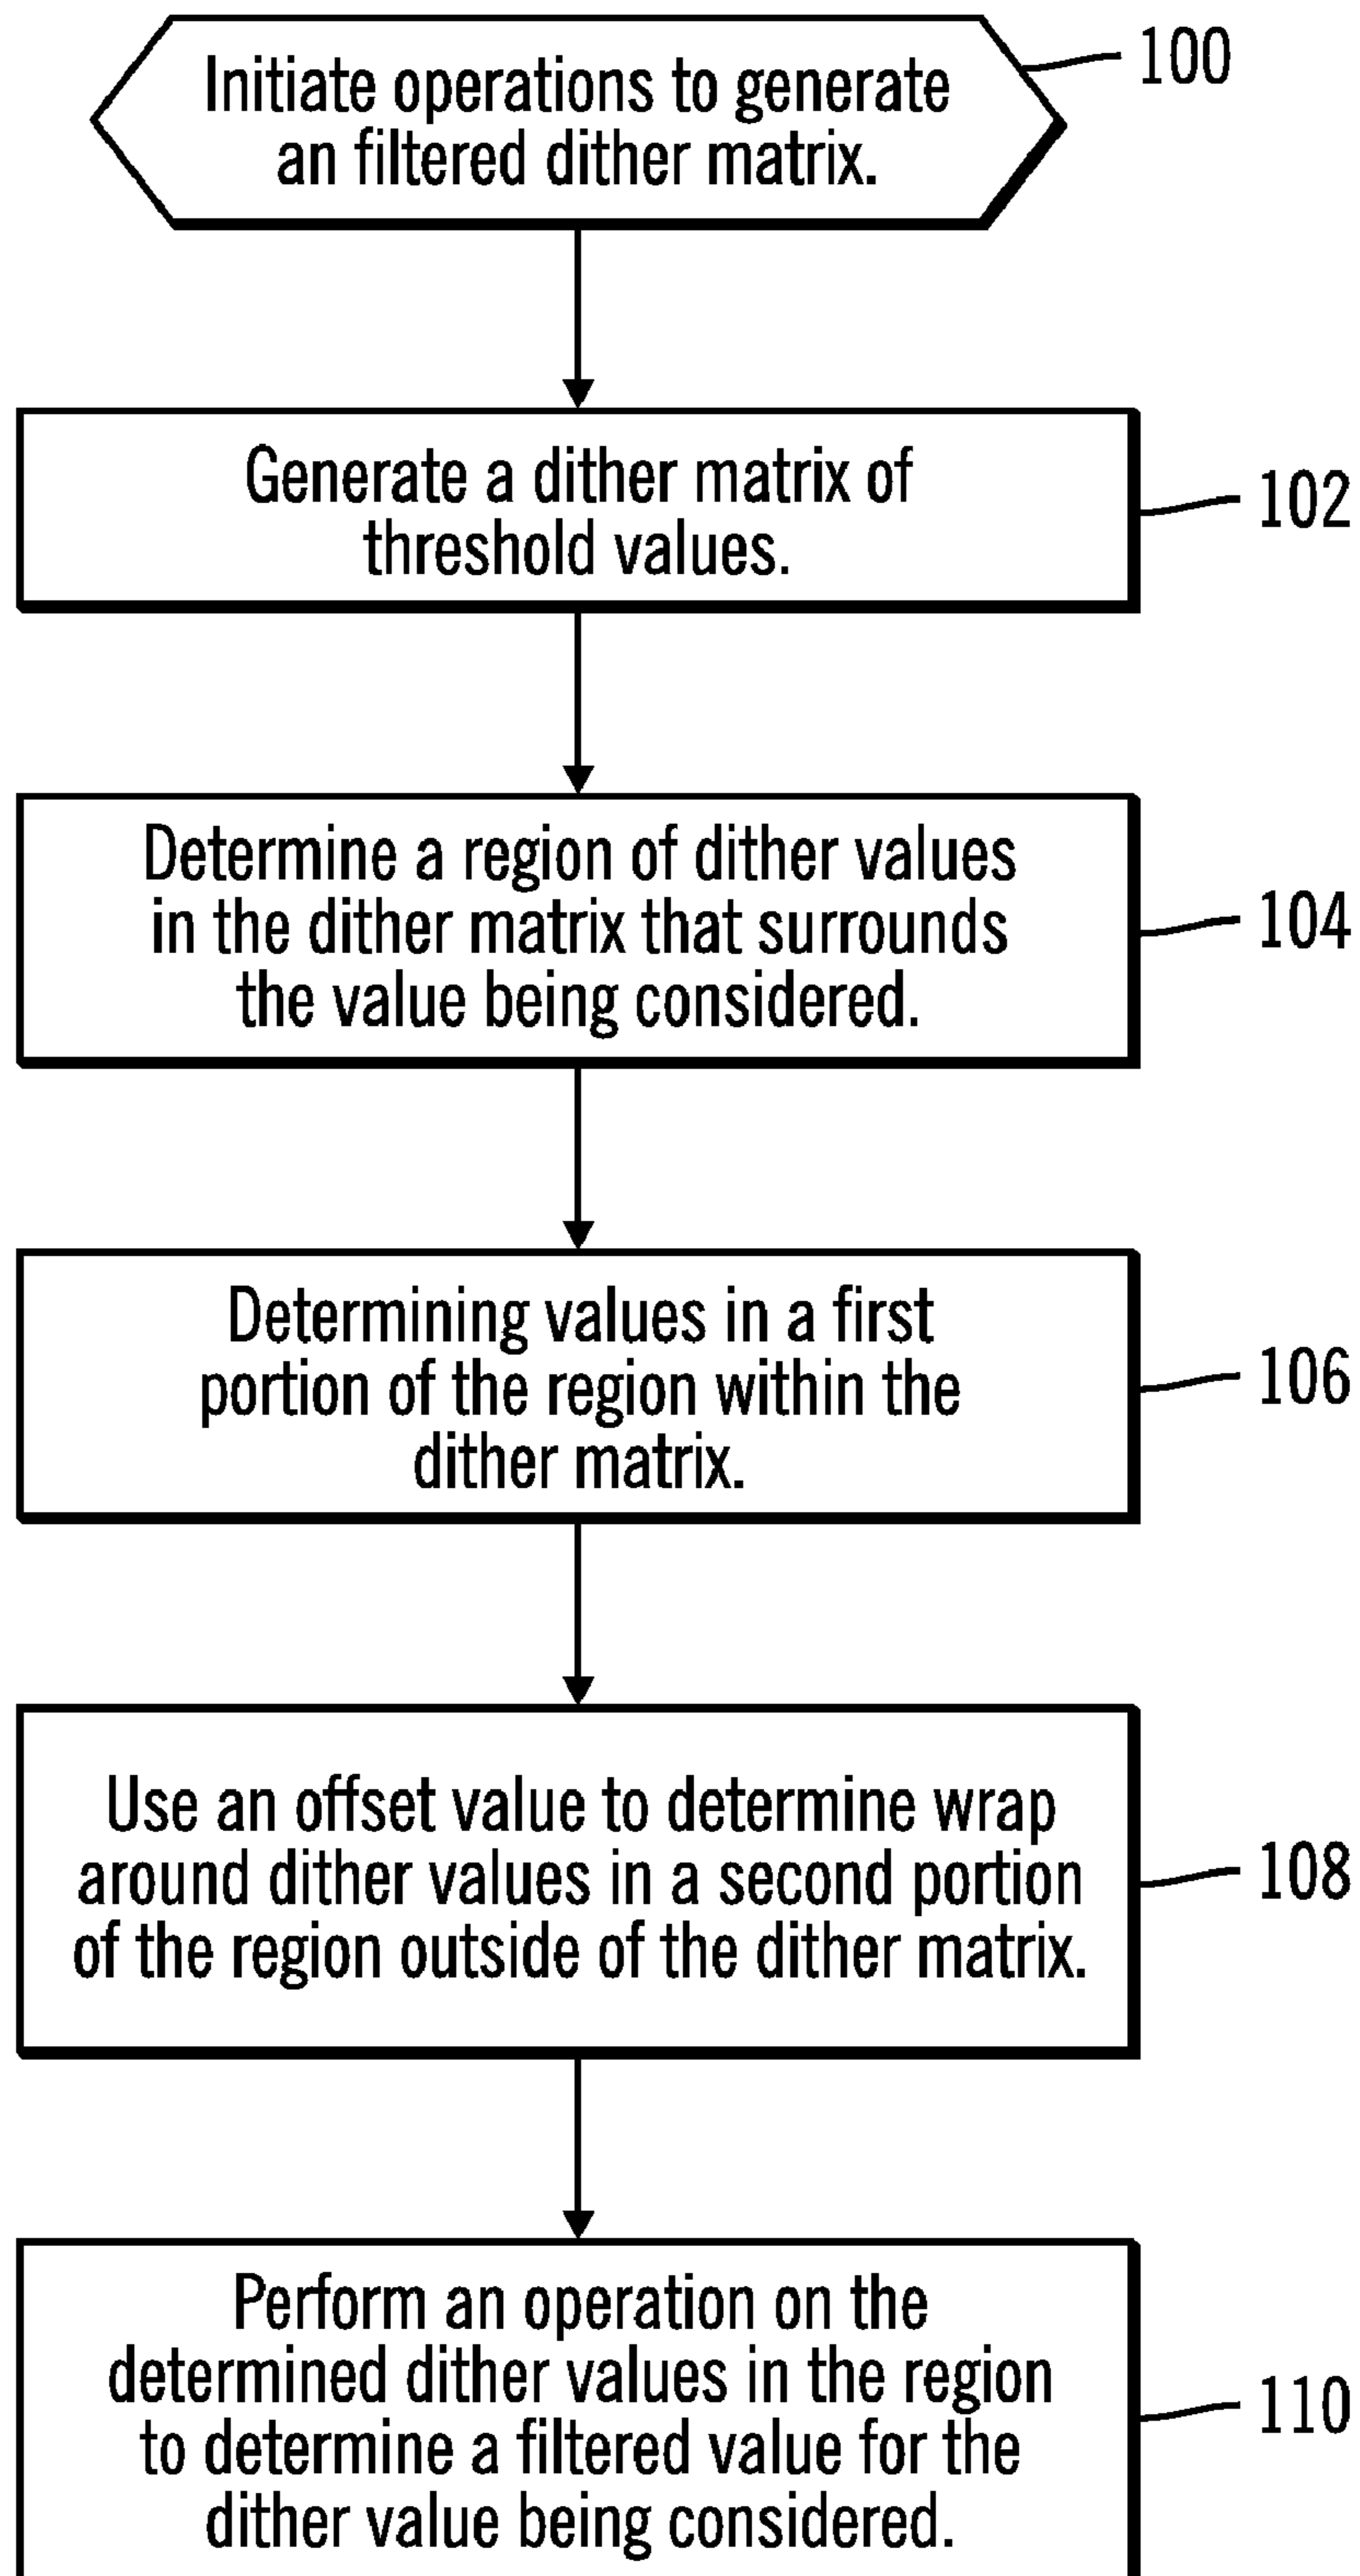 Initiate operations to generate
an filtered dither matrix.
100
Generate a dither matrix of
threshold values.
102
Determine a region of dither values
in the dither matrix that surrounds
the value being considered.
104
Determining values in a first
portion of the region within the
dither matrix.
106
Use an offset value to determine wrap
around dither values in a second portion
of the region outside of the dither matrix.
108
Perform an operation on the
determined dither values in the region
to determine a filtered value for the
dither value being considered.
110